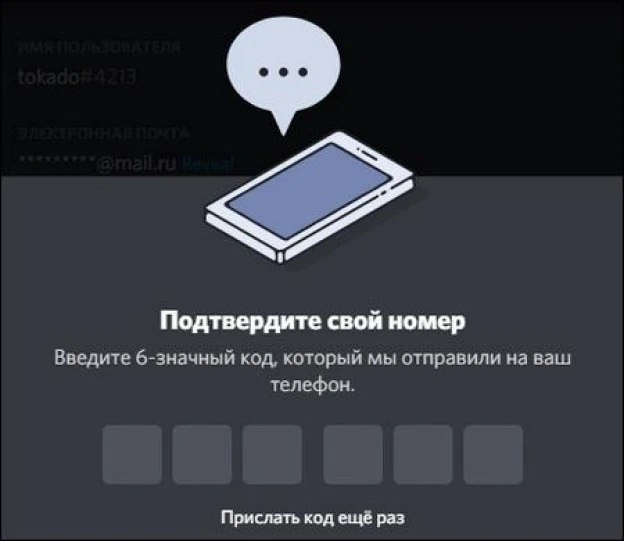 ИМЯ ПОЛЬЗОВАТЕЛЯ
tokado#4213
ЭЛЕКТРОННАЯ ПОЧТА
*********@mail.ru Reveal
Подтвердите свой номер
Введите 6-значный код, который мы отправили на ваш
телефон.
Прислать код ещё раз